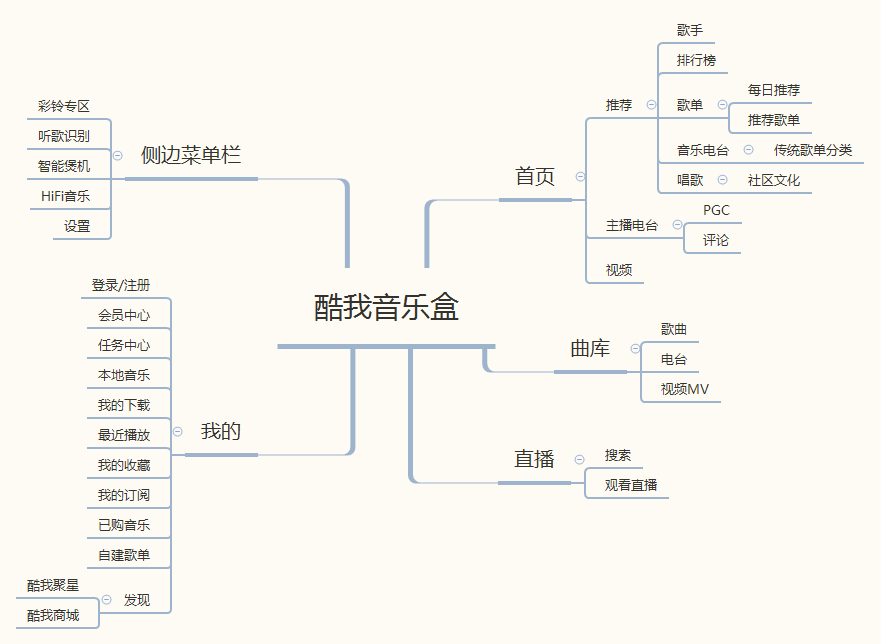 酷我音乐盒
首页
推荐
歌手
排行榜
歌单
每日推荐
推荐歌单
音乐电台
传统歌单分类
唱歌
社区文化
主播电台
PGC
评论
视频
曲库
歌曲
电台
视频MV
直播
搜索
观看直播
侧边菜单栏
彩铃专区
听歌识别
智能煲机
HiFi音乐
设置
我的
登录/注册
会员中心
任务中心
本地音乐
我的下载
最近播放
我的收藏
我的订阅
已购音乐
自建歌单
发现
酷我聚星
酷我商城